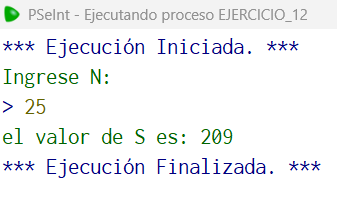 PSeInt - Ejecutando proceso EJERCICIO_12
*** Ejecución Iniciada. ***
Ingrese N:
> 25
el valor de S es: 209
*** Ejecución Finalizada. ***